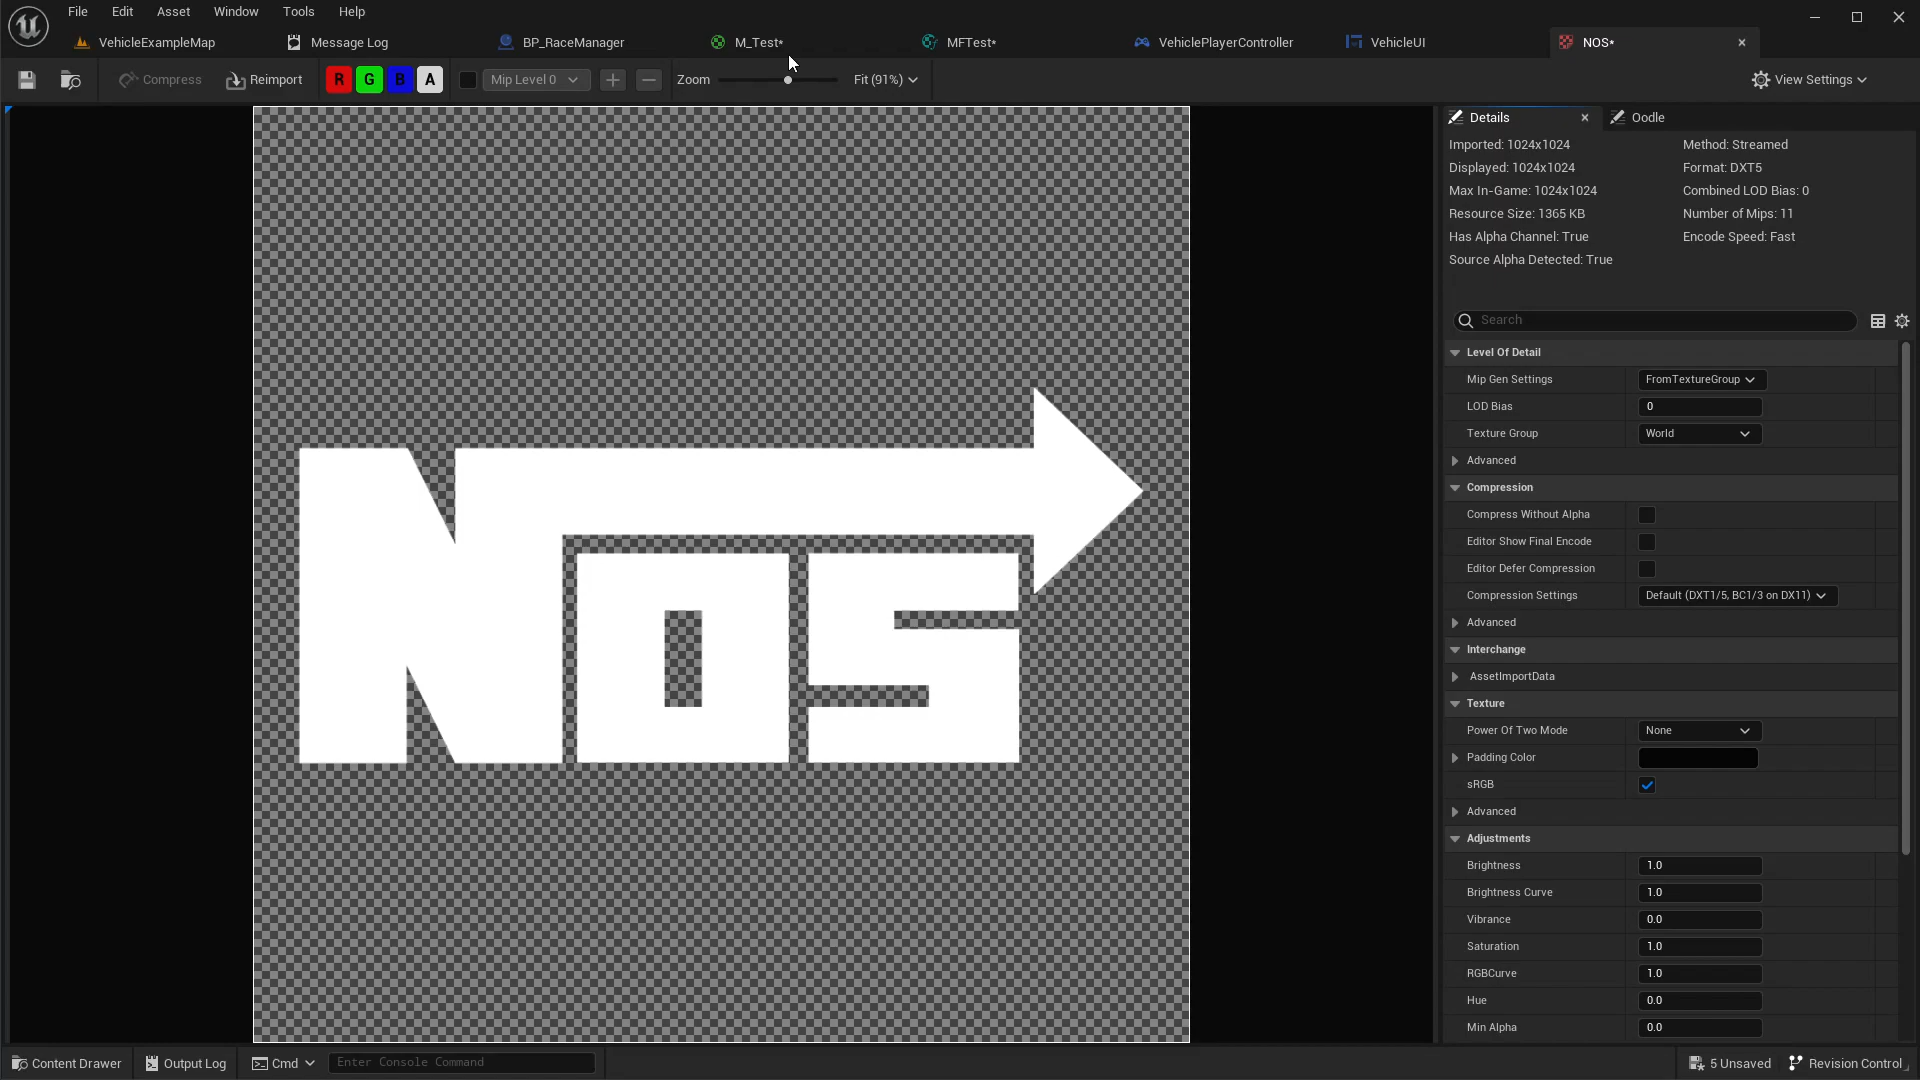 File Edit Asset Window Tools Help
VehicleExampleMap Message Log BP_RaceManager M_Test* MFTest* VehiclePlayerController VehicleUI NOS*
Compress Reimport R G B A Mip Level 0 Zoom Fit (91%) View Settings
Details Oodle
Imported: 1024x1024 Method: Streamed
Displayed: 1024x1024 Format: DXT5
Max In-Game: 1024x1024 Combined LOD Bias: 0
Resource Size: 1365 KB Number of Mips: 11
Has Alpha Channel: True Encode Speed: Fast
Source Alpha Detected: True
Search
Level Of Detail
Mip Gen Settings FromTextureGroup
LOD Bias 0
Texture Group World
Advanced
Compression
Compress Without Alpha
Editor Show Final Encode
Editor Defer Compression
Compression Settings Default (DXT1/5, BC1/3 on DX11)
Advanced
Interchange
AssetImportData
Texture
Power Of Two Mode None
Padding Color
sRGB
Advanced
Adjustments
Brightness 1.0
Brightness Curve 1.0
Vibrance 0.0
Saturation 1.0
RGBCurve 1.0
Hue 0.0
Min Alpha 0.0
NOS
Content Drawer Output Log Cmd Enter Console Command 5 Unsaved Revision Control